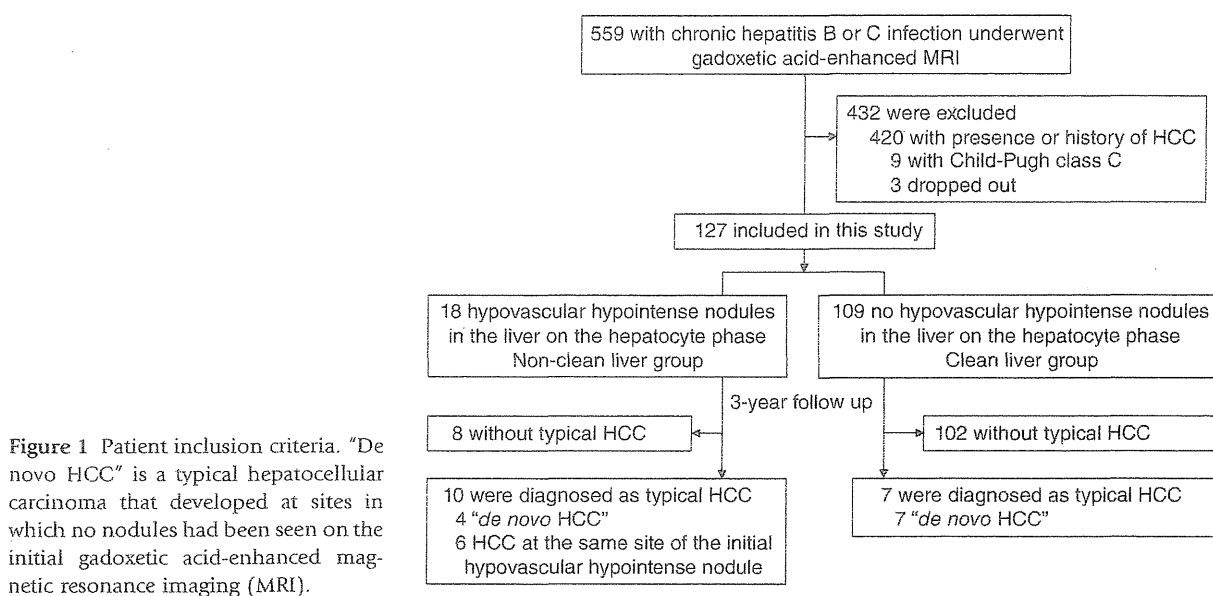 559 with chronic hepatitis B or C infection underwent
gadoxetic acid-enhanced MRI
432 were excluded
420 with presence or history of HCC
9 with Child-Pugh class C
3 dropped out
127 included in this study
18 hypovascular hypointense nodules
in the liver on the hepatocyte phase
Non-clean liver group
109 no hypovascular hypointense nodules
in the liver on the hepatocyte phase
Clean liver group
3-year follow up
8 without typical HCC
102 without typical HCC
10 were diagnosed as typical HCC
4 "de novo HCC"
6 HCC at the same site of the initial
hypovascular hypointense nodule
7 were diagnosed as typical HCC
7 "de novo HCC"
Figure 1 Patient inclusion criteria. "De
novo HCC" is a typical hepatocellular
carcinoma that developed at sites in
which no nodules had been seen on the
initial gadoxetic acid-enhanced mag-
netic resonance imaging (MRI).